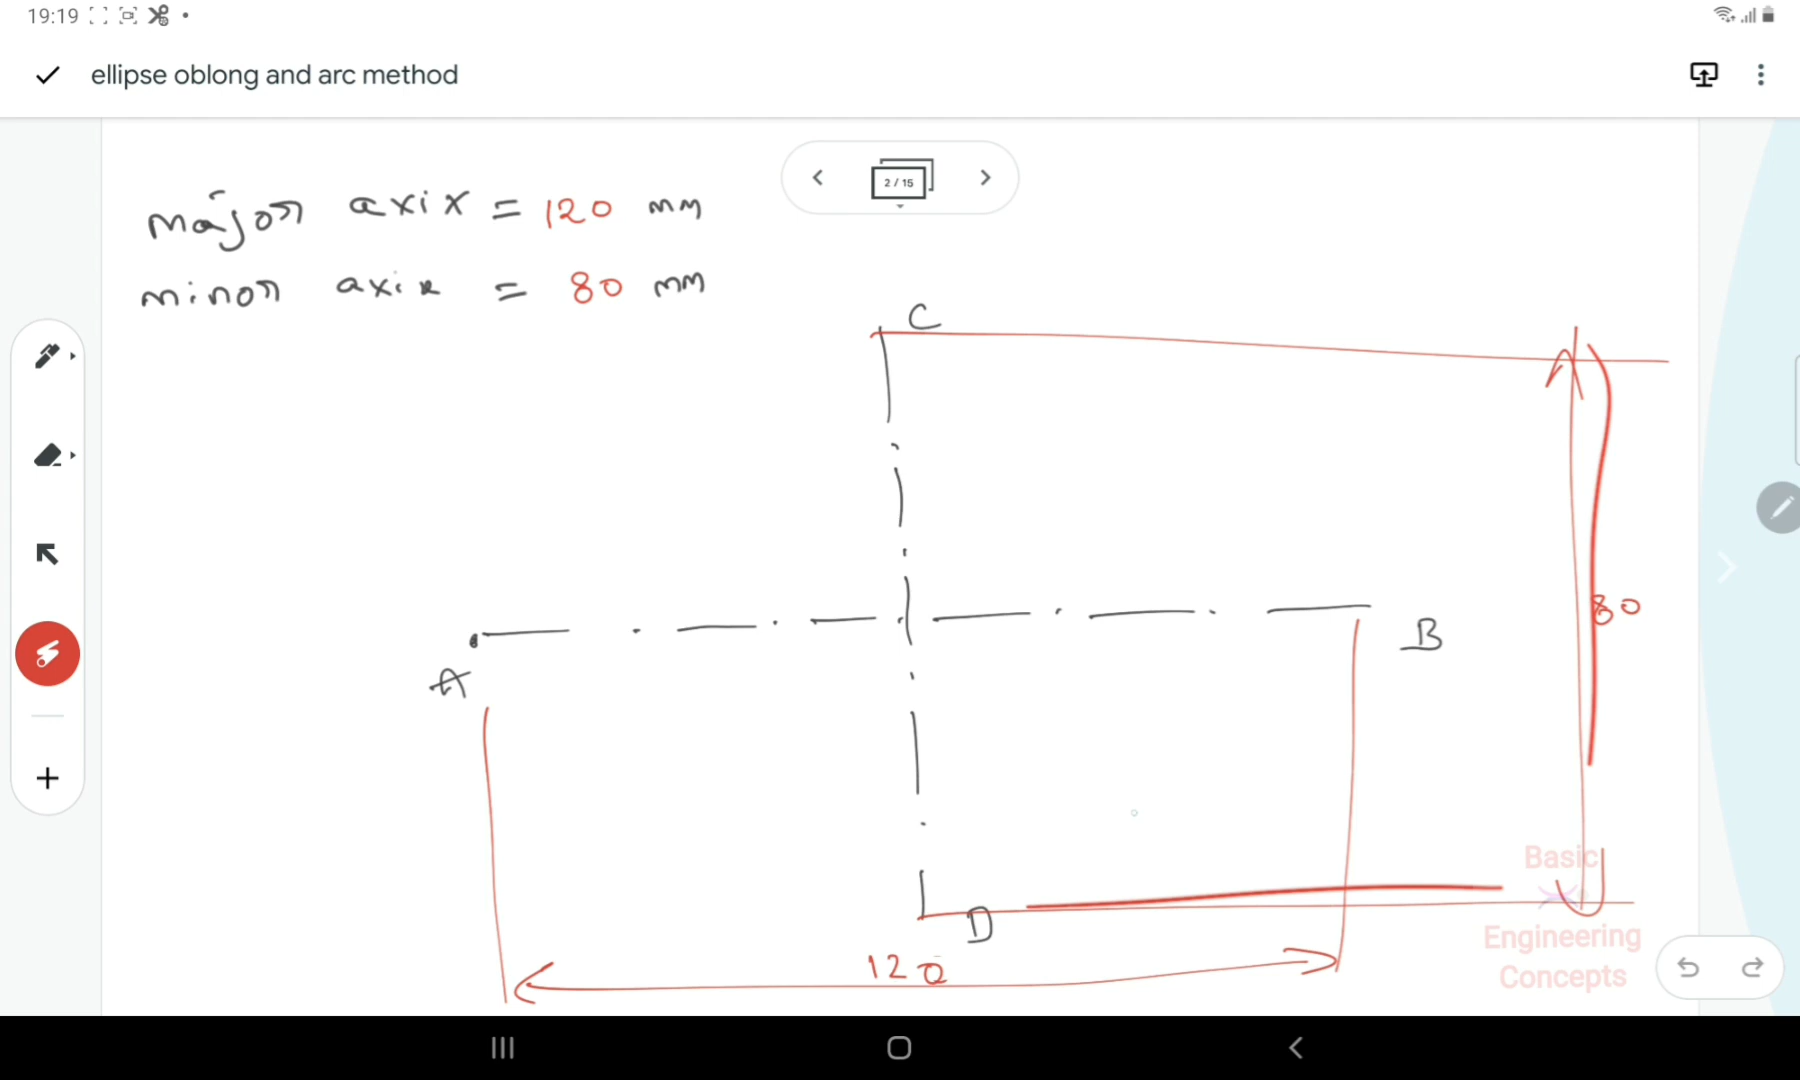 19:19
ellipse oblong and arc method
2 / 15
major axix = 120 mm
minor axix = 80 mm
C
80
A
B
D
120
Basic
Engineering
Concepts